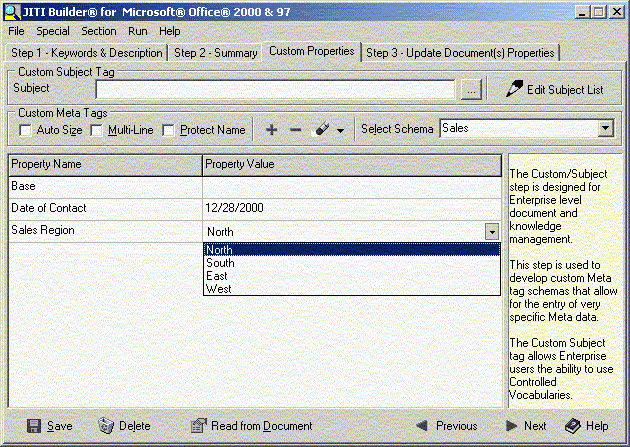 JITI Builder® for Microsoft® Office® 2000 & 97
File Special Section Run Help
Step 1 - Keywords & Description Step 2 - Summary Custom Properties Step 3 - Update Document(s) Properties
Custom Subject Tag
Subject ... Edit Subject List
Custom Meta Tags
Auto Size Multi-Line Protect Name Select Schema Sales
Property Name Property Value
Base
Date of Contact 12/28/2000
Sales Region North
North
South
East
West
The Custom/Subject
step is designed for
Enterprise level
document and
knowledge
management.
This step is used to
develop custom Meta
tag schemas that allow
for the entry of very
specific Meta data.
The Custom Subject
tag allows Enterprise
users the ability to use
Controlled
Vocabularies.
Save Delete Read from Document Previous Next Help